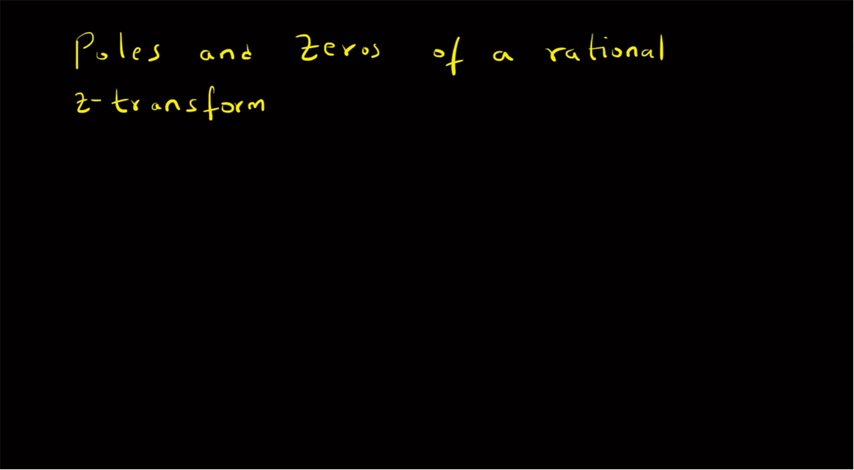 Poles and Zeros of a rational
z-transform